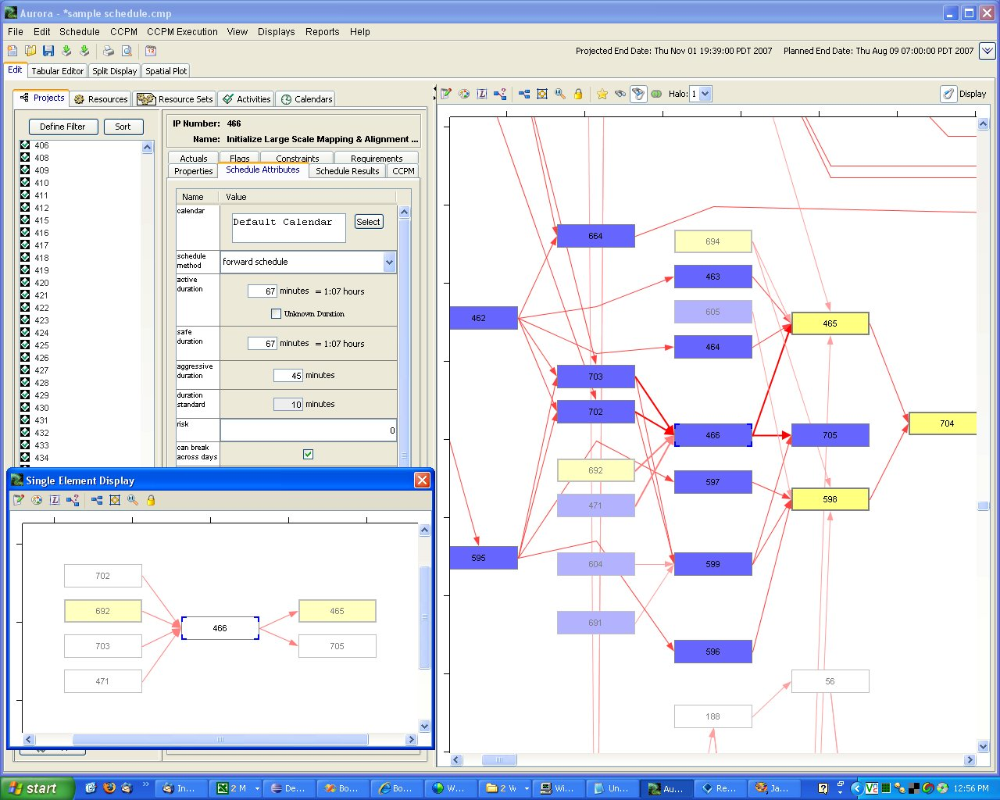 Aurora - *sample schedule.cmp
File Edit Schedule CCPM CCPM Execution View Displays Reports Help
Projected End Date: Thu Nov 01 19:39:00 PDT 2007 Planned End Date: Thu Aug 09 07:00:00 PDT 2007
Edit Tabular Editor Split Display Spatial Plot
Projects Resources Resource Sets Activities Calendars
Define Filter Sort
406
408
409
410
411
412
415
416
417
418
419
420
421
422
423
424
425
426
427
428
429
430
431
432
433
434
IP Number: 466
Name: Initialize Large Scale Mapping & Alignment ...
Actuals Flags Constraints Requirements
Properties Schedule Attributes Schedule Results CCPM
Name Value
calendar Default Calendar Select
schedule method forward schedule
active duration 67 minutes = 1:07 hours
Unknown Duration
safe duration 67 minutes = 1:07 hours
aggressive duration 45 minutes
duration standard 10 minutes
risk 0
can break across days
Halo: 1 Display
664
694
463
462
605
465
464
703
702
704
466
705
692
597
471
598
595
604
599
691
596
56
188
Single Element Display
702
692
465
466
703
705
471
start In... 2 M De... Bo... Bo... W... 2 W Wi... Un... Au... Re... Ja... 12:56 PM